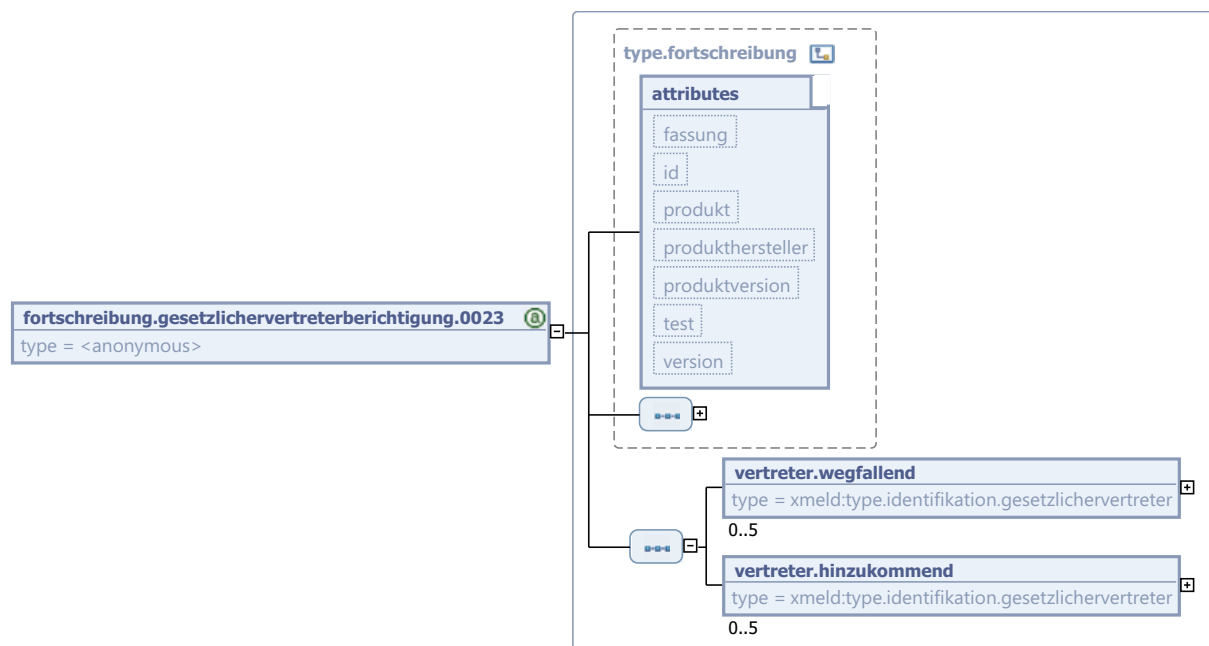 type.fortschreibung
attributes
fassung
id
produkt
produkthersteller
produktversion
test
version
fortschreibung.gesetzlichervertreterberichtigung.0023
type = <anonymous>
vertreter.wegfallend
type = xmeld:type.identifikation.gesetzlichervertreter
0..5
vertreter.hinzukommend
type = xmeld:type.identifikation.gesetzlichervertreter
0..5